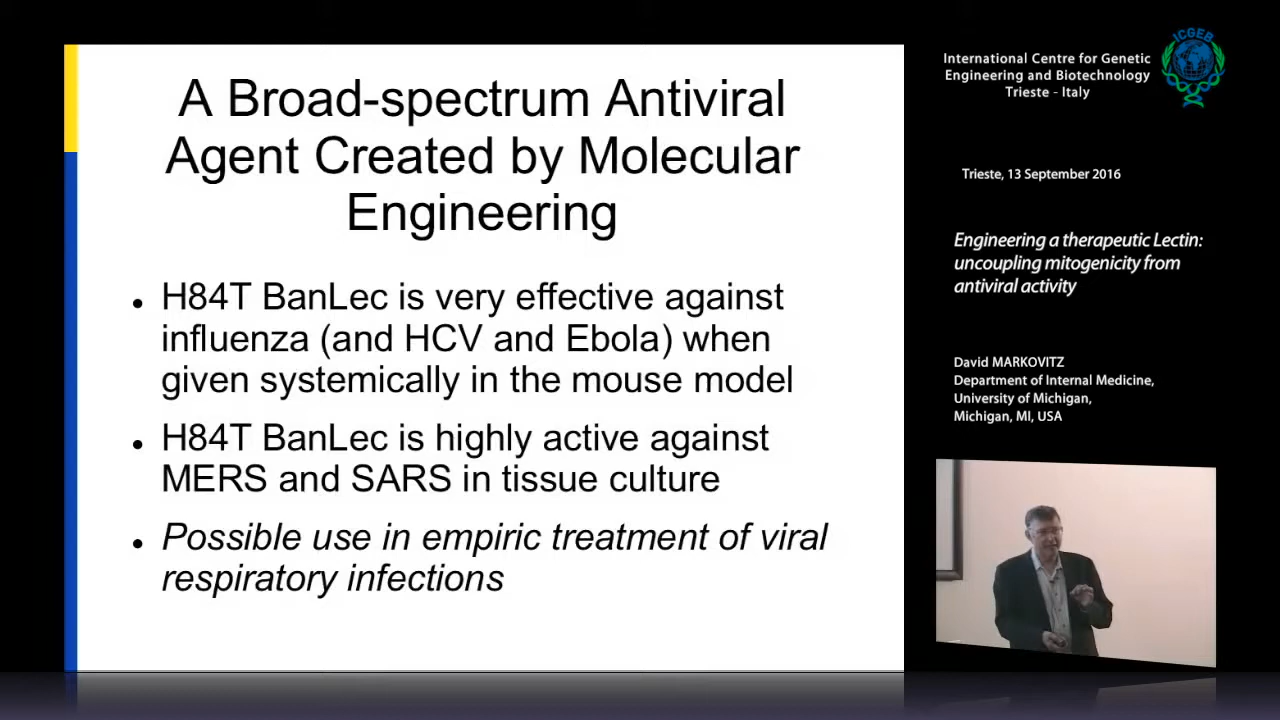 A Broad-spectrum Antiviral
Agent Created by Molecular
Engineering
• H84T BanLec is very effective against
influenza (and HCV and Ebola) when
given systemically in the mouse model
• H84T BanLec is highly active against
MERS and SARS in tissue culture
• Possible use in empiric treatment of viral
respiratory infections
ICGEB
International Centre for Genetic
Engineering and Biotechnology
Trieste - Italy
Trieste, 13 September 2016
Engineering a therapeutic Lectin:
uncoupling mitogenicity from
antiviral activity
David MARKOVITZ
Department of Internal Medicine,
University of Michigan,
Michigan, MI, USA